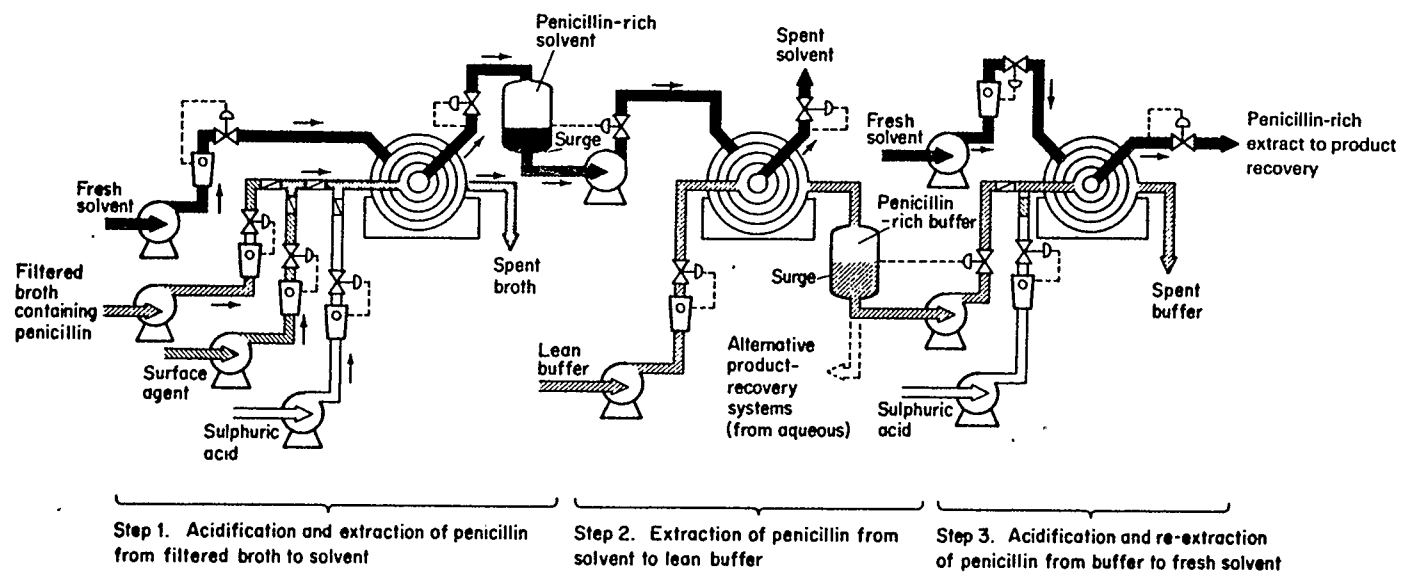 Penicillin-rich
solvent
Surge
Fresh
solvent
Filtered
broth
containing
penicillin
Surface
agent
Sulphuric
acid
Spent
broth
Spent
solvent
Penicillin
-rich buffer
Surge
Lean
buffer
Alternative
product-
recovery
systems
(from aqueous)
Fresh
solvent
Sulphuric
acid
Spent
buffer
Penicillin-rich
extract to product
recovery
Step 1. Acidification and extraction of penicillin
from filtered broth to solvent
Step 2. Extraction of penicillin from
solvent to lean buffer
Step 3. Acidification and re-extraction
of penicillin from buffer to fresh solvent